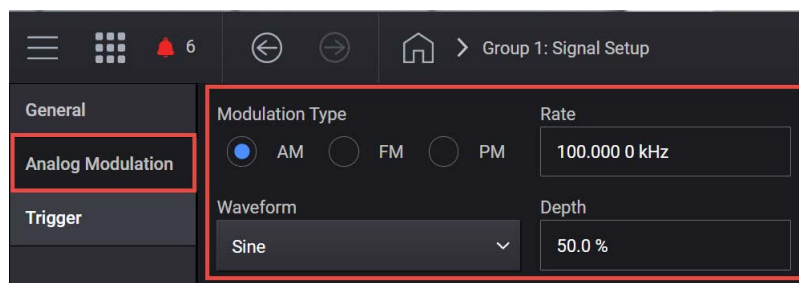 6
Group 1: Signal Setup
General
Analog Modulation
Trigger
Modulation Type
AM FM PM
Rate
100.000 0 kHz
Waveform
Sine
Depth
50.0 %